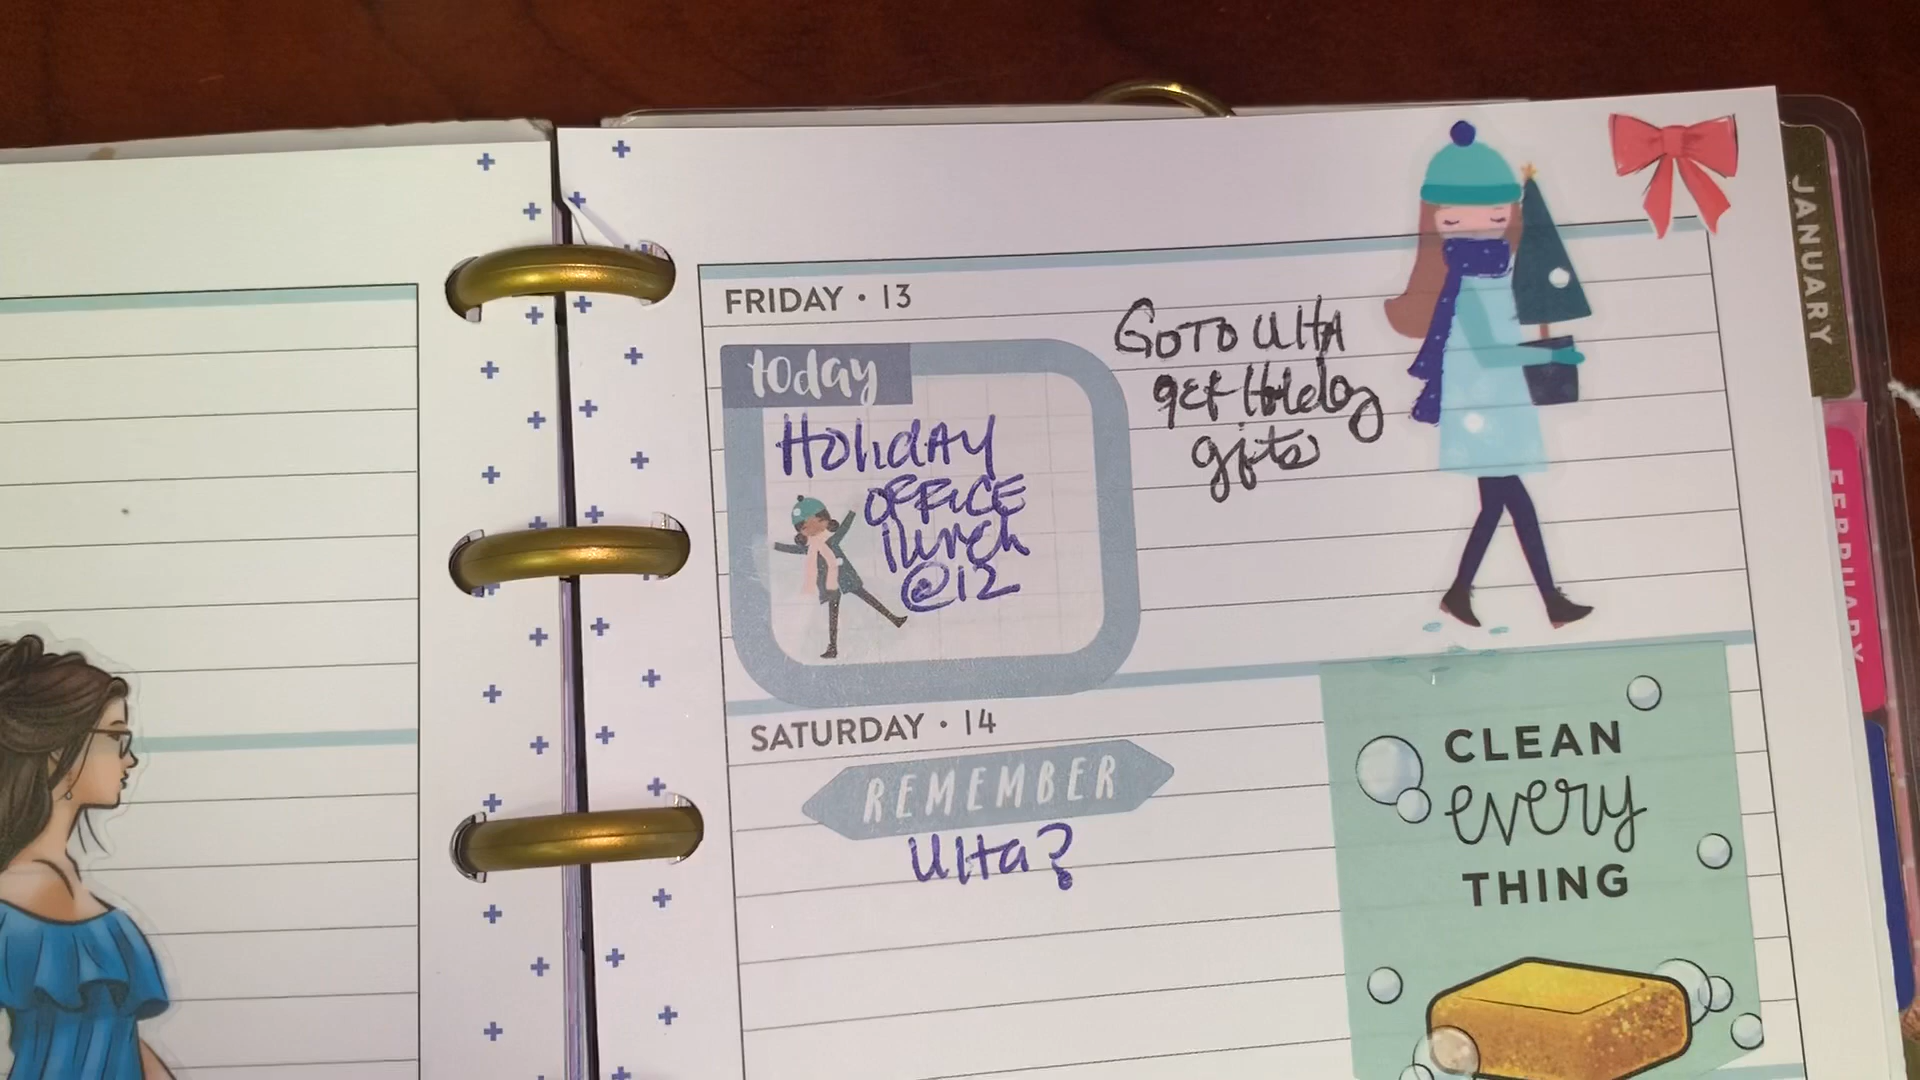 FRIDAY · 13
today
HOLIDAY
OFFICE
lunch
@12
GO TO UltA
get Holiday
gifts
SATURDAY · 14
REMEMBER
Ulta?
CLEAN
every
THING
JANUARY
FEBRUARY